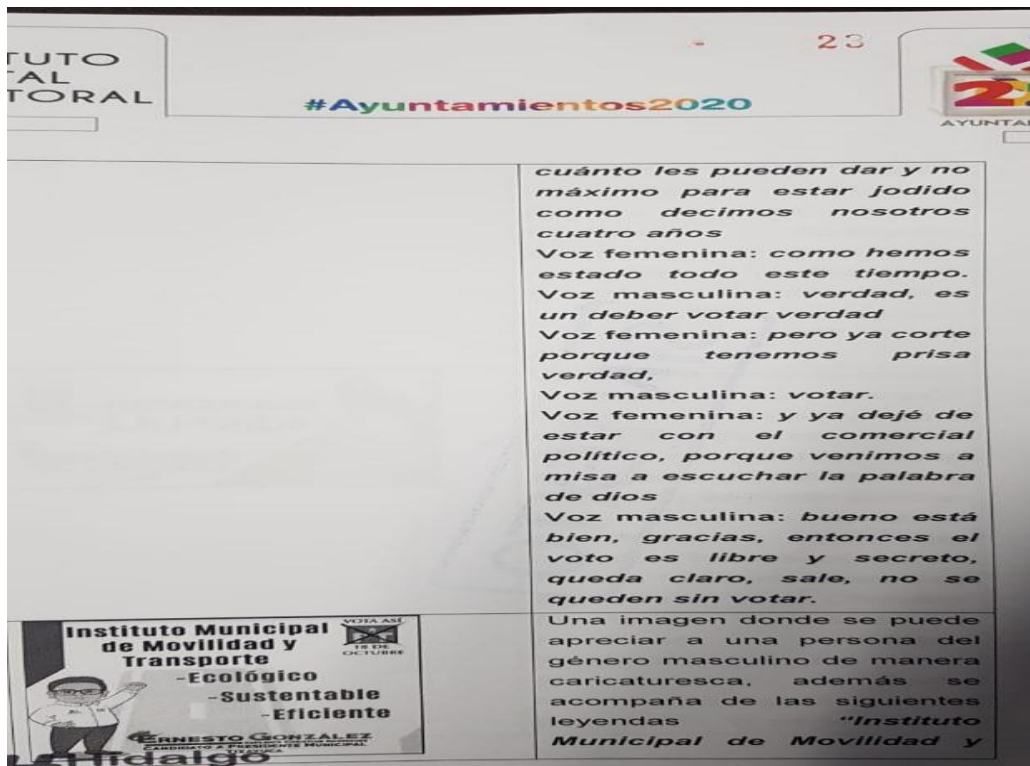 TUTO
TAL
TORAL
23
#Ayuntamientos2020
AYUNTA
cuánto les pueden dar y no
máximo para estar jodido
como decimos nosotros
cuatro años
Voz femenina: como hemos
estado todo este tiempo.
Voz masculina: verdad, es
un deber votar verdad
Voz femenina: pero ya corte
porque tenemos prisa
verdad,
Voz masculina: votar.
Voz femenina: y ya dejé de
estar con el comercial
político, porque venimos a
misa a escuchar la palabra
de dios
Voz masculina: bueno está
bien, gracias, entonces el
voto es libre y secreto,
queda claro, sale, no se
queden sin votar.
Instituto Municipal
de Movilidad y
Transporte
-Ecológico
-Sustentable
-Eficiente
VOTA ASÍ
18 DE
OCTUBRE
ERNESTO GONZÁLEZ
CANDIDATO A PRESIDENTE MUNICIPAL
TIZAYUCA
Una imagen donde se puede
apreciar a una persona del
género masculino de manera
caricaturesca, además se
acompaña de las siguientes
leyendas "Instituto
Municipal de Movilidad y
Hidalgo